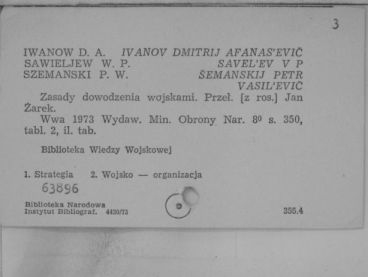 3
IWANOW D. A. IVANOV DMITRIJ AFANAS'EVIČ
SAWIELJEW W. P. SAVEL'EV V P
SZEMANSKI P. W. ŠEMANSKIJ PETR
VASIL'EVIČ
Zasady dowodzenia wojskami. Przeł. [z ros.] Jan
Żarek.
Wwa 1973 Wydaw. Min. Obrony Nar. 8º s. 350,
tabl. 2, il. tab.
Biblioteka Wiedzy Wojskowej
1. Strategia 2. Wojsko — organizacja
63896
Biblioteka Narodowa
Instytut Bibliograf. 4420/73 355.4